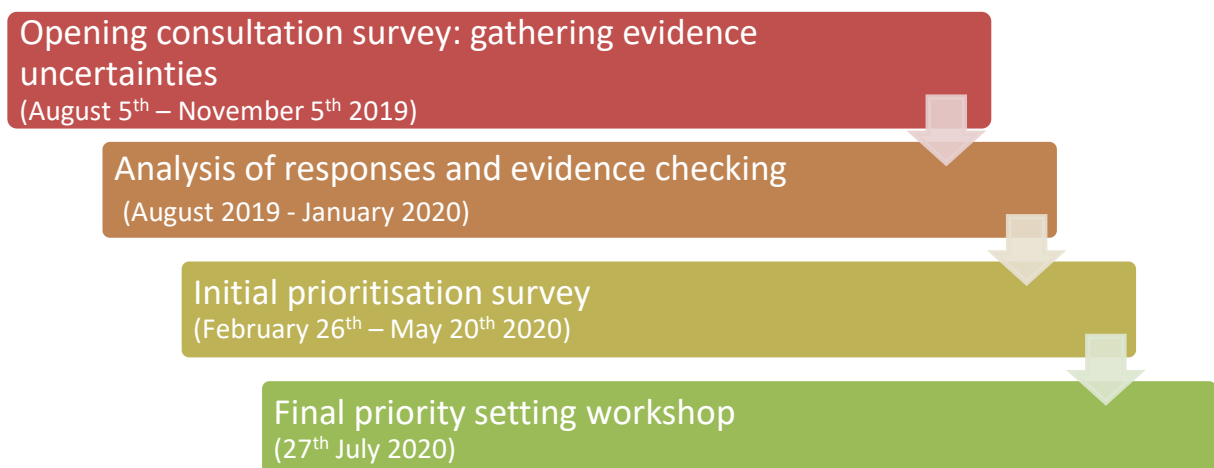 Opening consultation survey: gathering evidence
uncertainties
(August 5th – November 5th 2019)
Analysis of responses and evidence checking
(August 2019 - January 2020)
Initial prioritisation survey
(February 26th – May 20th 2020)
Final priority setting workshop
(27th July 2020)